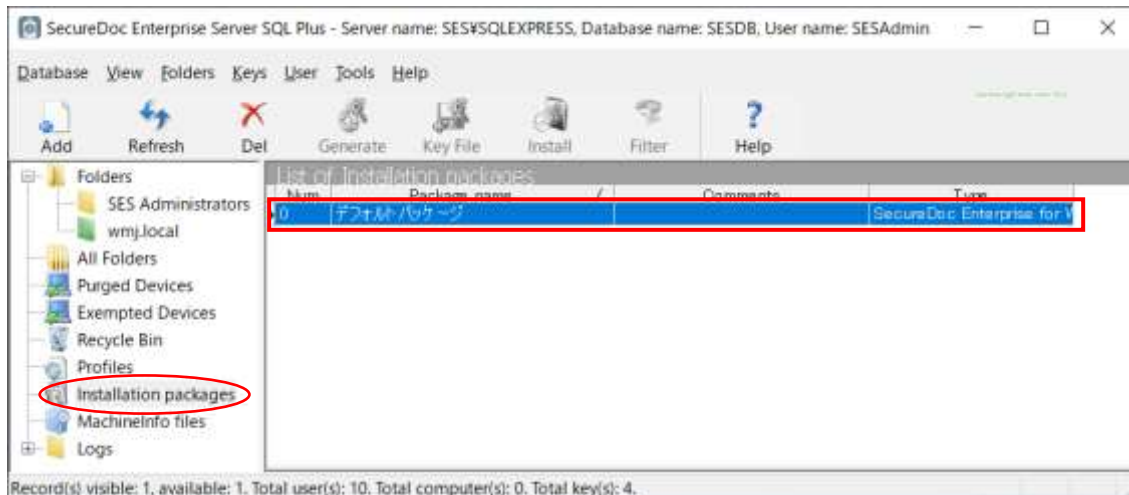 SecureDoc Enterprise Server SQL Plus - Server name: SES¥SQLEXPRESS, Database name: SESDB, User name: SESAdmin
Database View Folders Keys User Tools Help
Add Refresh Del Generate Key File Install Filter Help
Folders
SES Administrators
wmj.local
All Folders
Purged Devices
Exempted Devices
Recycle Bin
Profiles
Installation packages
MachineInfo files
Logs
List of Installation packages
Num Package name / Comments Type
0 デフォルトパッケージ SecureDoc Enterprise for W
Record(s) visible: 1, available: 1. Total user(s): 10. Total computer(s): 0. Total key(s): 4.